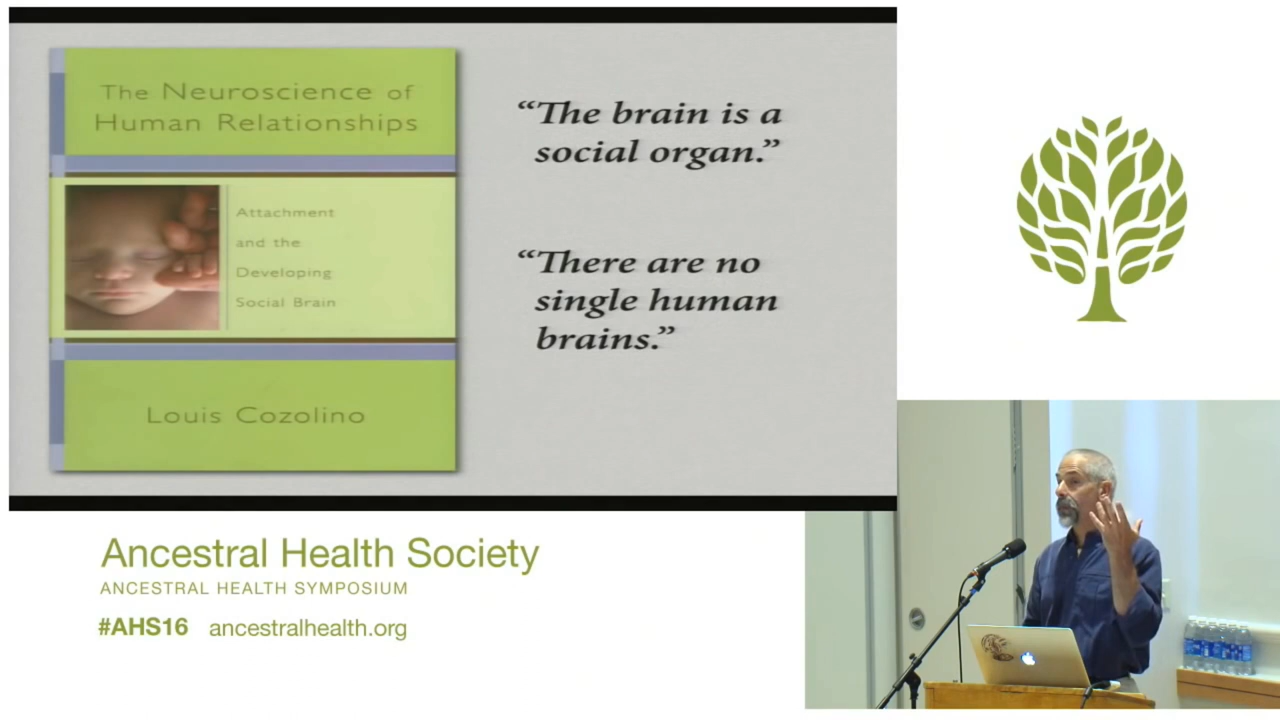 The Neuroscience of
Human Relationships
Attachment
and the
Developing
Social Brain
Louis Cozolino
“The brain is a
social organ.”
“There are no
single human
brains.”
Ancestral Health Society
ANCESTRAL HEALTH SYMPOSIUM
#AHS16 ancestralhealth.org